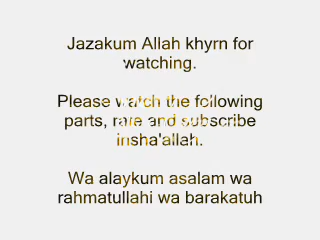 Jazakum Allah khyrn for
watching.
Please watch the following
parts, rate and subscribe
insha'allah.
Wa alaykum asalam wa
rahmatullahi wa barakatuh